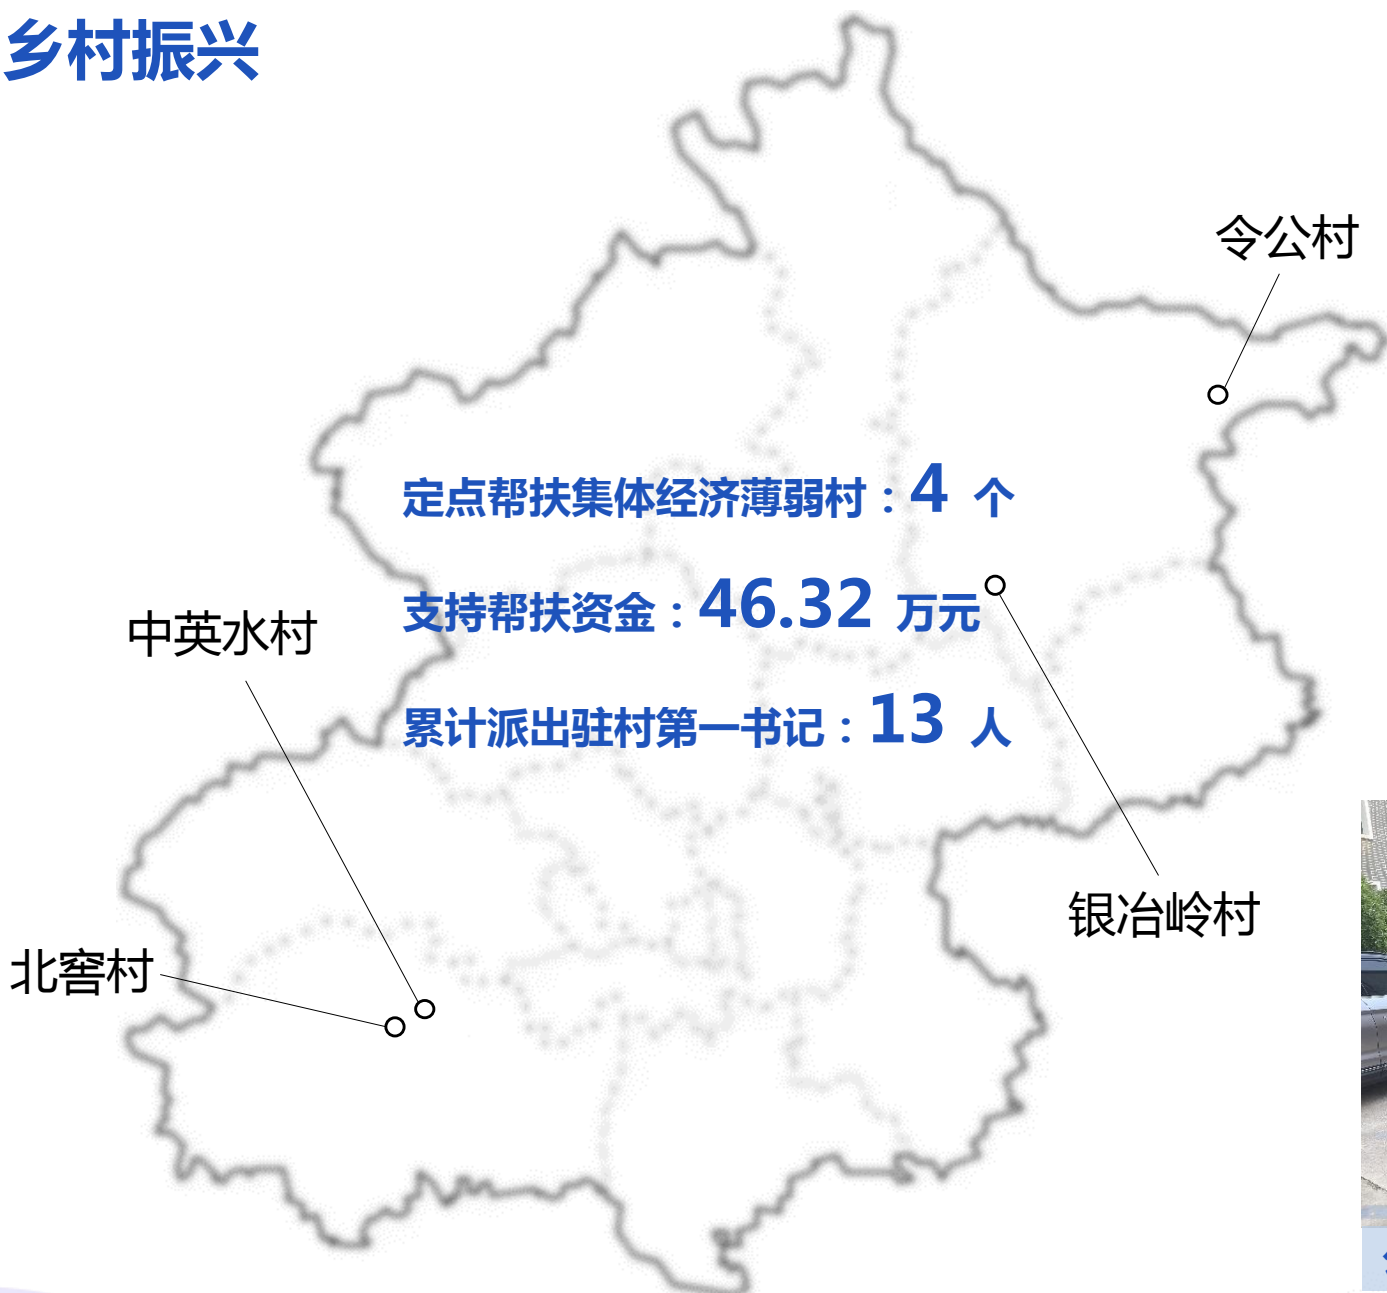 乡村振兴
令公村
定点帮扶集体经济薄弱村：4 个
支持帮扶资金：46.32 万元
中英水村
累计派出驻村第一书记：13 人
银冶岭村
北窖村